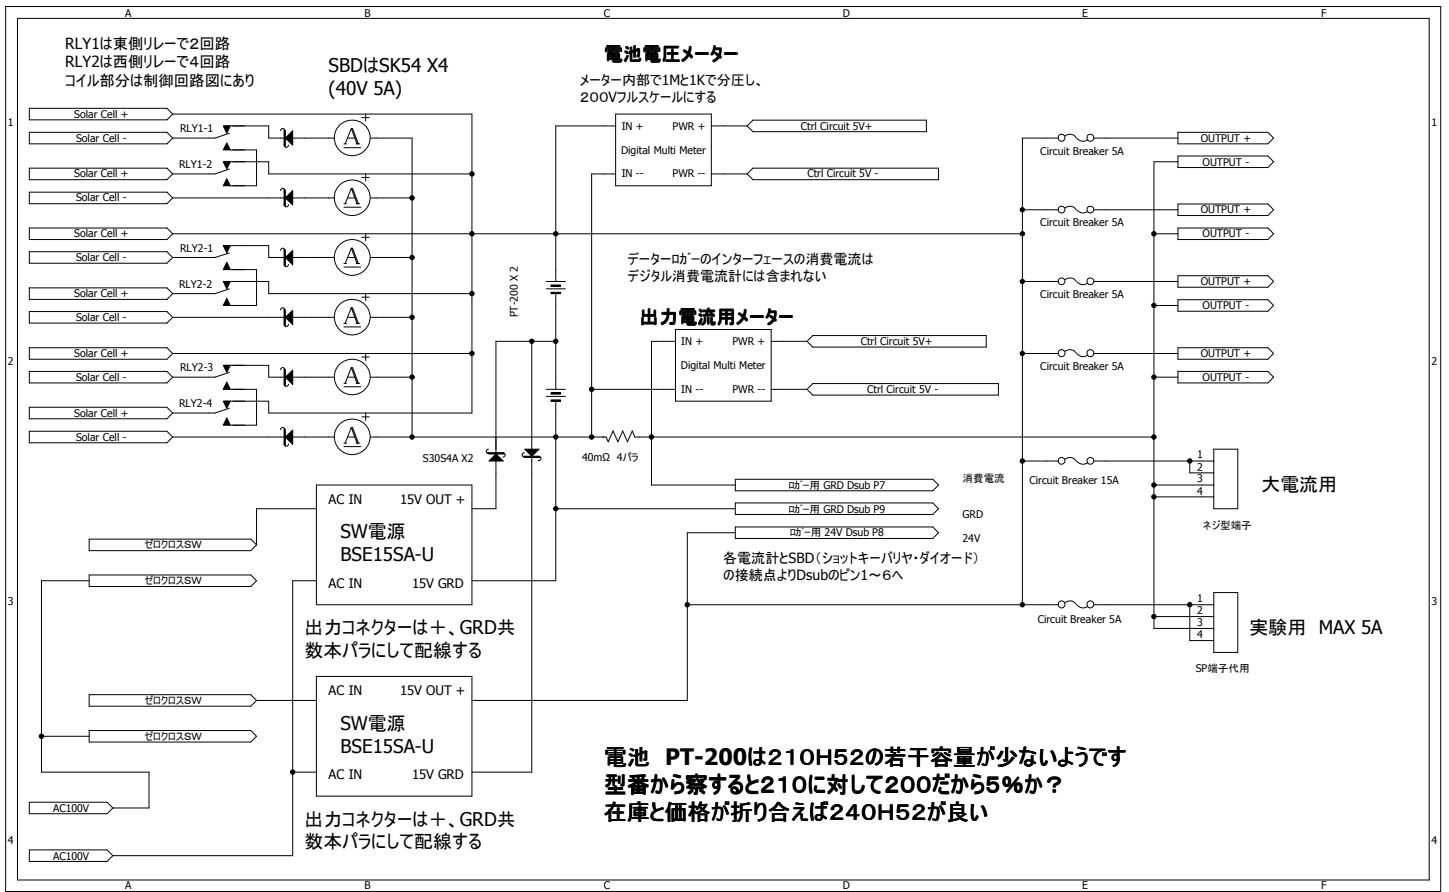 A B C D E F
RLY1は東側リレーで2回路
RLY2は西側リレーで4回路
コイル部分は制御回路図にあり
SBDはSK54 X4
(40V 5A)
電池電圧メーター
メーター内部で1Mと1Kで分圧し、
200Vフルスケールにする
1
Solar Cell +
Solar Cell -
RLY1-1
A
+
Solar Cell +
RLY1-2
Solar Cell -
A
+
Solar Cell +
Solar Cell -
RLY2-1
A
+
Solar Cell +
RLY2-2
Solar Cell -
A
+
2
Solar Cell +
Solar Cell -
RLY2-3
A
+
Solar Cell +
RLY2-4
Solar Cell -
A
+
IN + PWR +
Digital Multi Meter
IN -- PWR --
Ctrl Circuit 5V+
Ctrl Circuit 5V -
データーロガーのインターフェースの消費電流は
デジタル消費電流計には含まれない
PT-200 X 2
出力電流用メーター
IN + PWR +
Digital Multi Meter
IN -- PWR --
Ctrl Circuit 5V+
Ctrl Circuit 5V -
Circuit Breaker 5A
OUTPUT +
OUTPUT -
1
Circuit Breaker 5A
OUTPUT +
OUTPUT -
Circuit Breaker 5A
OUTPUT +
OUTPUT -
Circuit Breaker 5A
OUTPUT +
OUTPUT -
2
S30S4A X2
40mΩ 4パラ
ロガー用 GRD Dsub P7
消費電流
ロガー用 GRD Dsub P9
GRD
ロガー用 24V Dsub P8
24V
各電流計とSBD(ショットキーバリヤ・ダイオード)
の接続点よりDsubのピン1~6へ
Circuit Breaker 15A
1
2
3
4
大電流用
ネジ型端子
AC IN 15V OUT +
SW電源
BSE15SA-U
AC IN 15V GRD
ゼロクロスSW
ゼロクロスSW
3
出力コネクターは+、GRD共
数本パラにして配線する
Circuit Breaker 5A
1
2
3
4
実験用 MAX 5A
SP端子代用
3
AC IN 15V OUT +
SW電源
BSE15SA-U
AC IN 15V GRD
ゼロクロスSW
ゼロクロスSW
AC100V
出力コネクターは+、GRD共
数本パラにして配線する
4
AC100V
電池 PT-200は210H52の若干容量が少ないようです
型番から察すると210に対して200だから5%か?
在庫と価格が折り合えば240H52が良い
4
A B C D E F